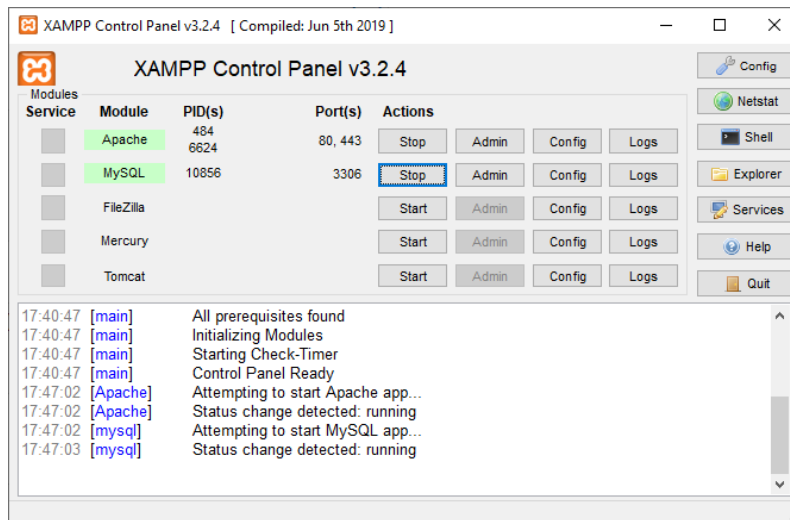 XAMPP Control Panel v3.2.4 [ Compiled: Jun 5th 2019 ]
XAMPP Control Panel v3.2.4
Config
Modules
Service Module PID(s) Port(s) Actions
Netstat
Apache 484 6624 80, 443 Stop Admin Config Logs
Shell
MySQL 10856 3306 Stop Admin Config Logs
Explorer
FileZilla Start Admin Config Logs
Services
Mercury Start Admin Config Logs
Help
Tomcat Start Admin Config Logs
Quit
17:40:47 [main] All prerequisites found
17:40:47 [main] Initializing Modules
17:40:47 [main] Starting Check-Timer
17:40:47 [main] Control Panel Ready
17:47:02 [Apache] Attempting to start Apache app...
17:47:02 [Apache] Status change detected: running
17:47:02 [mysql] Attempting to start MySQL app...
17:47:03 [mysql] Status change detected: running